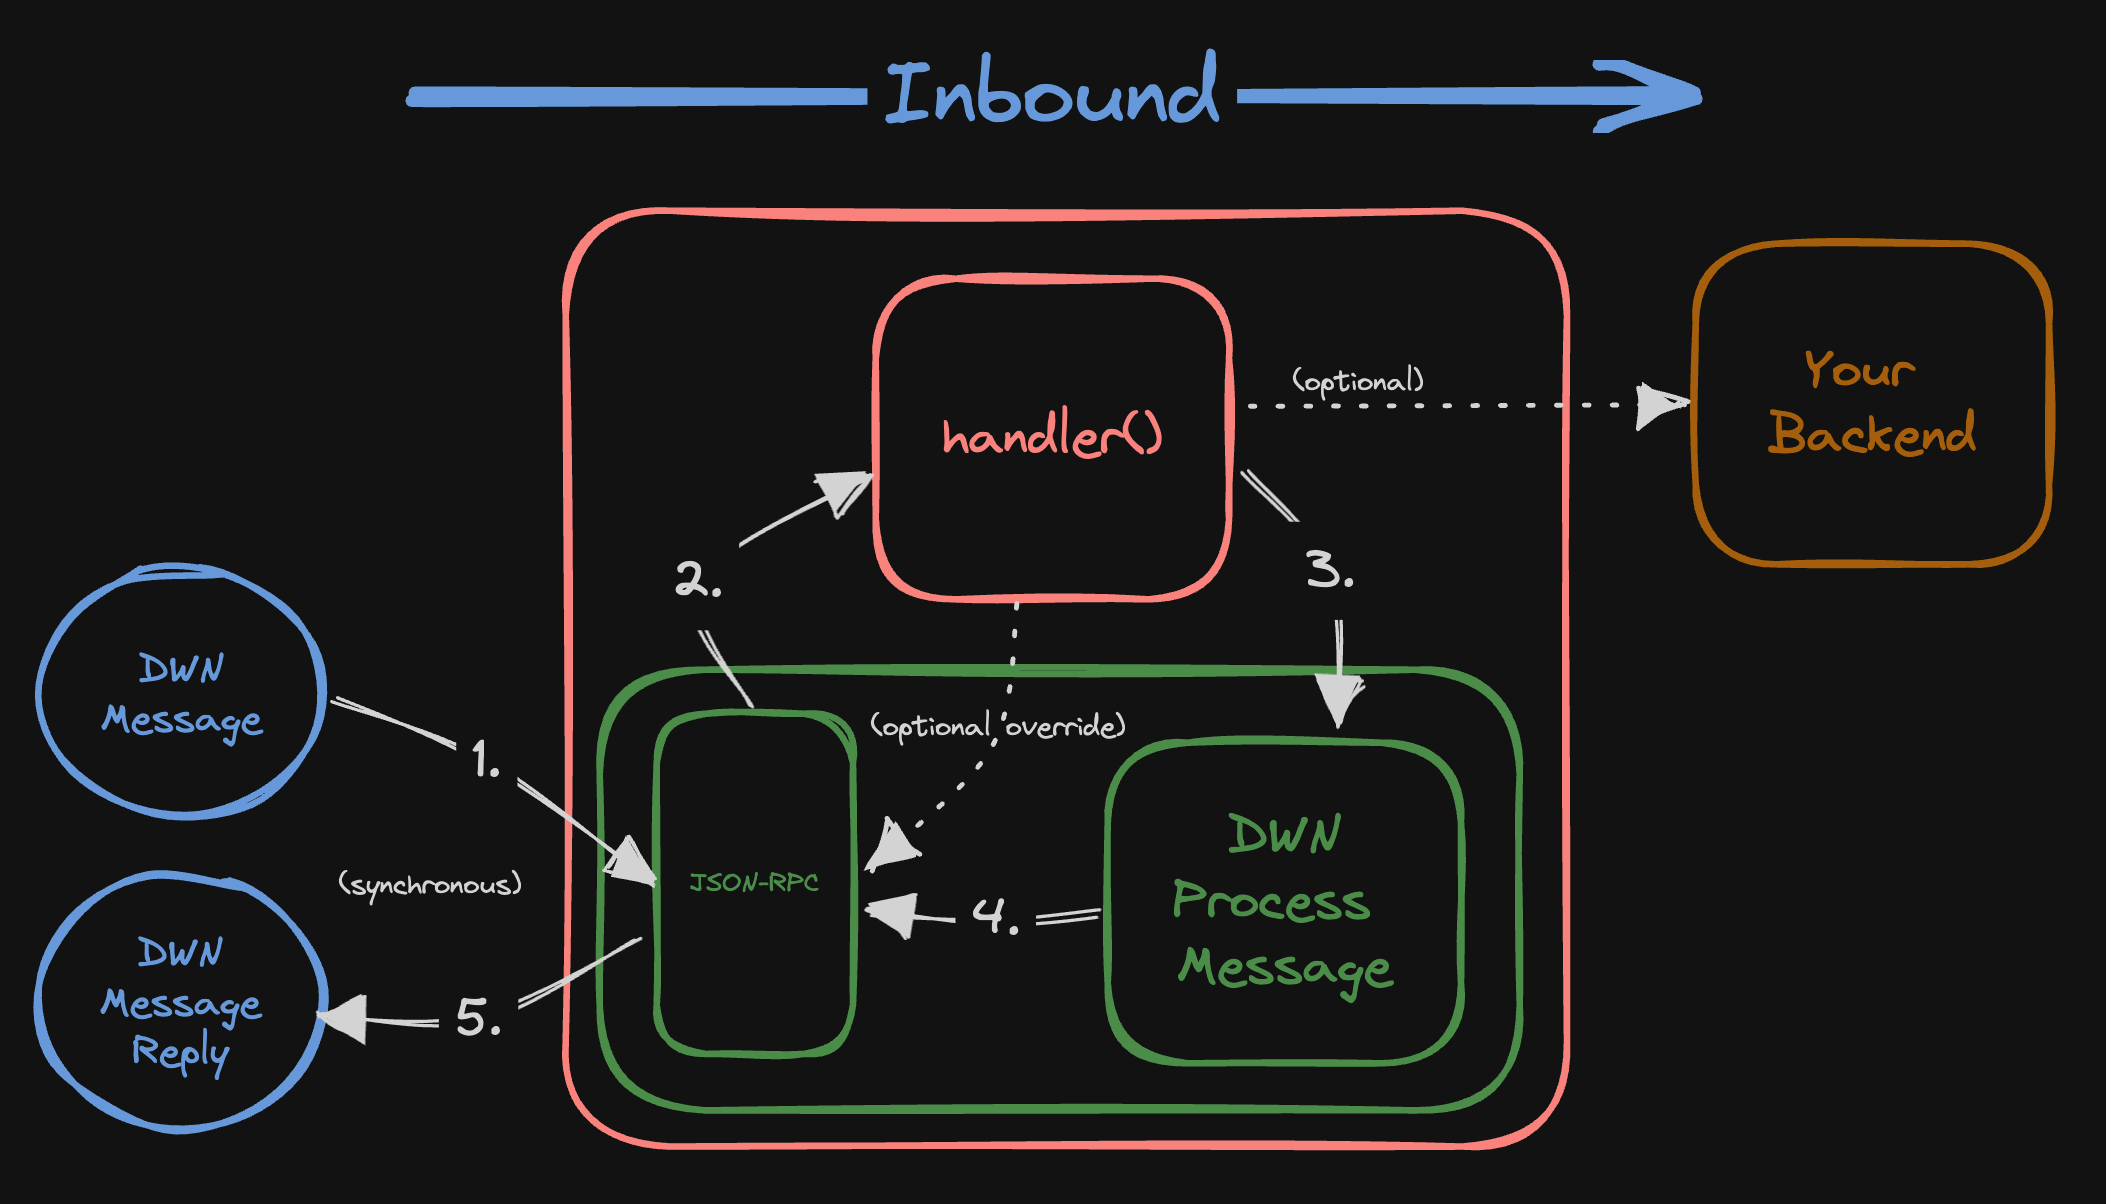 Inbound
handler()
(optional)
Your
Backend
2.
3.
DWN
Message
1.
(optional override)
JSON-RPC
DWN
Process
Message
4.
(synchronous)
DWN
Message
Reply
5.